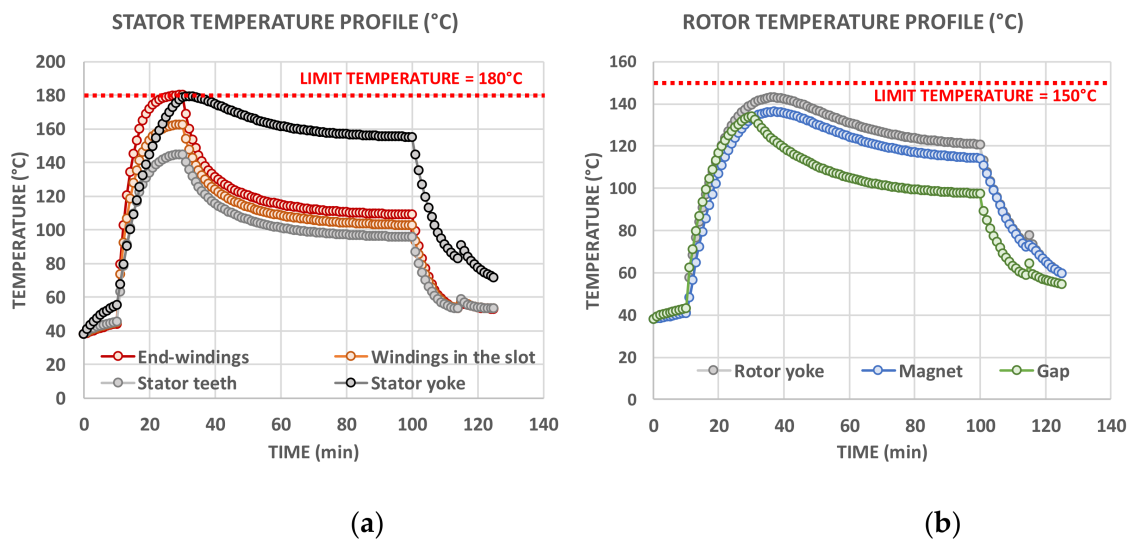 STATOR TEMPERATURE PROFILE (°C)
200
180
160
140
120
100
80
60
40
20
0
TEMPERATURE (°C)
LIMIT TEMPERATURE = 180°C
End-windings
Windings in the slot
Stator teeth
Stator yoke
0 20 40 60 80 100 120 140
TIME (min)
(a)
ROTOR TEMPERATURE PROFILE (°C)
160
140
120
100
80
60
40
20
0
TEMPERATURE (°C)
LIMIT TEMPERATURE = 150°C
Rotor yoke
Magnet
Gap
0 20 40 60 80 100 120 140
TIME (min)
(b)